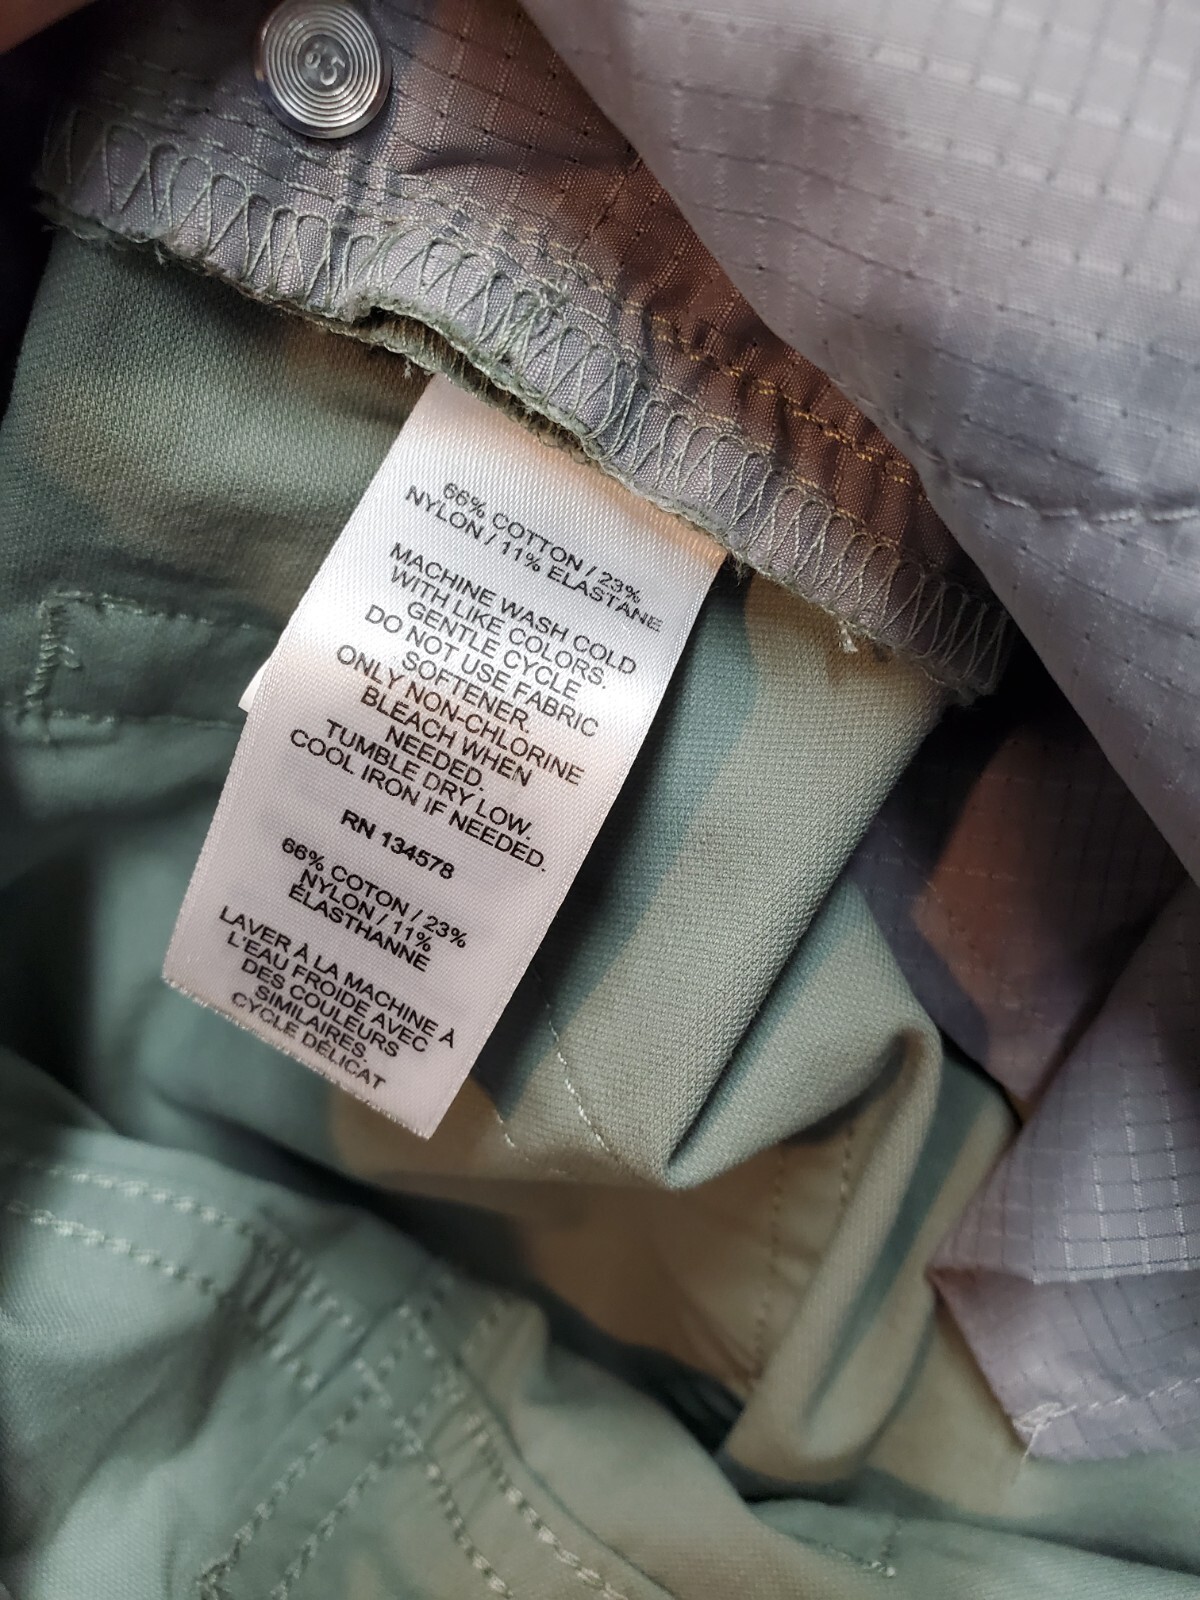 85
66% COTTON / 23%
NYLON / 11% ELASTANE
MACHINE WASH COLD
WITH LIKE COLORS.
GENTLE CYCLE
DO NOT USE FABRIC
SOFTENER
ONLY NON-CHLORINE
BLEACH WHEN
NEEDED.
TUMBLE DRY LOW.
COOL IRON IF NEEDED.
RN 134578
66% COTON / 23%
NYLON / 11%
ÉLASTHANNE
LAVER À LA MACHINE À
L'EAU FROIDE AVEC
DES COULEURS
SIMILAIRES.
CYCLE DÉLICAT